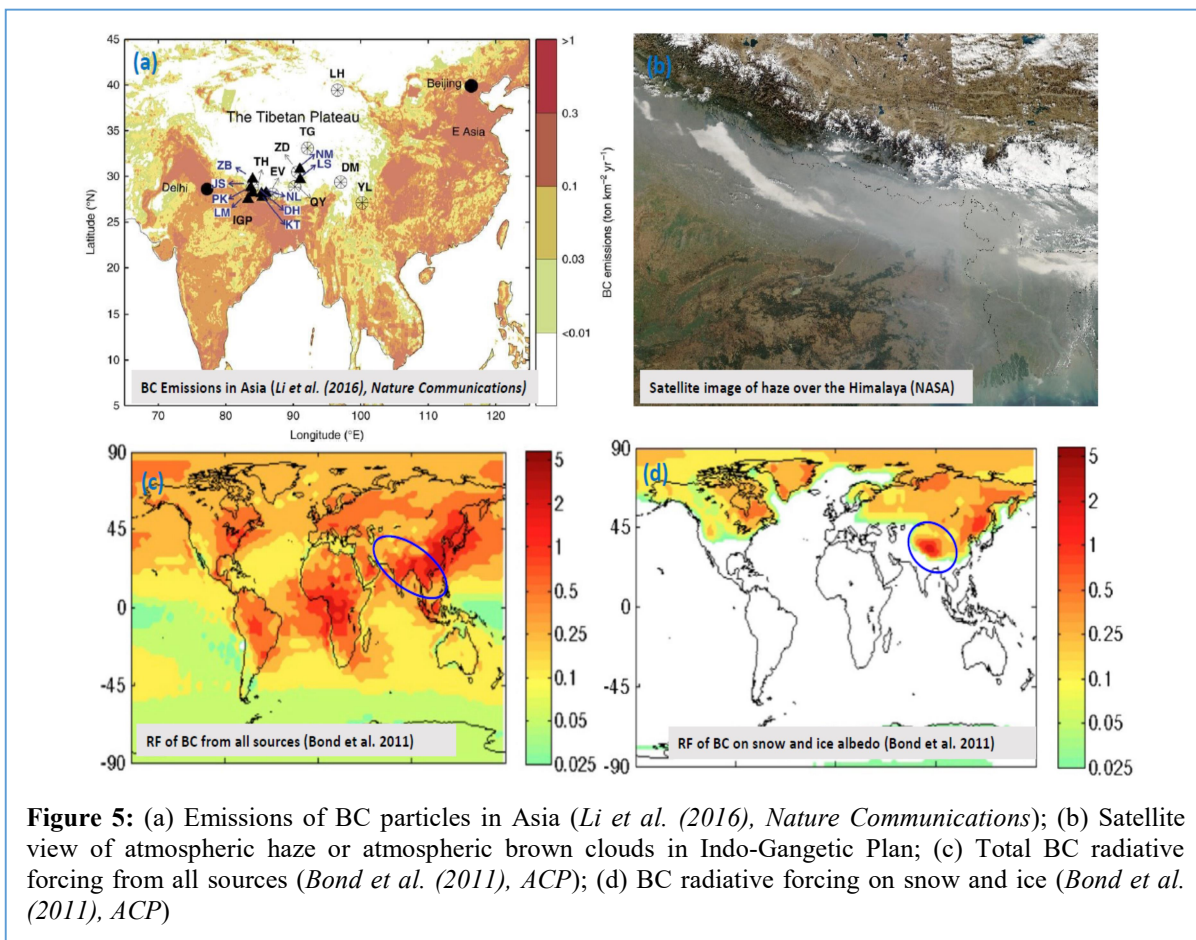 45
40
35
30
25
20
15
10
5
70
80
90
100
110
120
Latitude (°N)
Longitude (°E)
(a)
LH
Beijing
E Asia
The Tibetan Plateau
TG
ZD
NM
TH
LS
ZB
EV
DM
JS
YL
Delhi
PK
NL
QY
LM
DH
IGP
KT
BC Emissions in Asia (Li et al. (2016), Nature Communications)
>1
0.3
0.1
0.03
<0.01
BC emissions (ton km⁻² yr⁻¹)
(b)
Satellite image of haze over the Himalaya (NASA)
(c)
90
45
0
-45
-90
RF of BC from all sources (Bond et al. 2011)
5
2
1
0.5
0.25
0.1
0.05
0.025
(d)
90
45
0
-45
-90
RF of BC on snow and ice albedo (Bond et al. 2011)
5
2
1
0.5
0.25
0.1
0.05
0.025
Figure 5: (a) Emissions of BC particles in Asia (Li et al. (2016), Nature Communications); (b) Satellite
view of atmospheric haze or atmospheric brown clouds in Indo-Gangetic Plan; (c) Total BC radiative
forcing from all sources (Bond et al. (2011), ACP); (d) BC radiative forcing on snow and ice (Bond et al.
(2011), ACP)